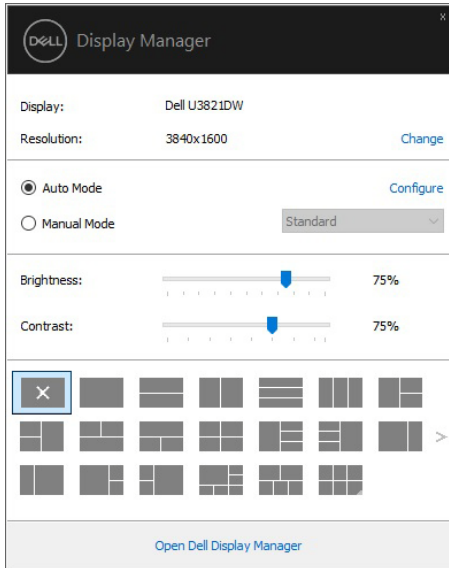 x
DELL Display Manager
Display: Dell U3821DW
Resolution: 3840x1600 Change
Auto Mode Configure
Manual Mode Standard
Brightness: 75%
Contrast: 75%
Open Dell Display Manager